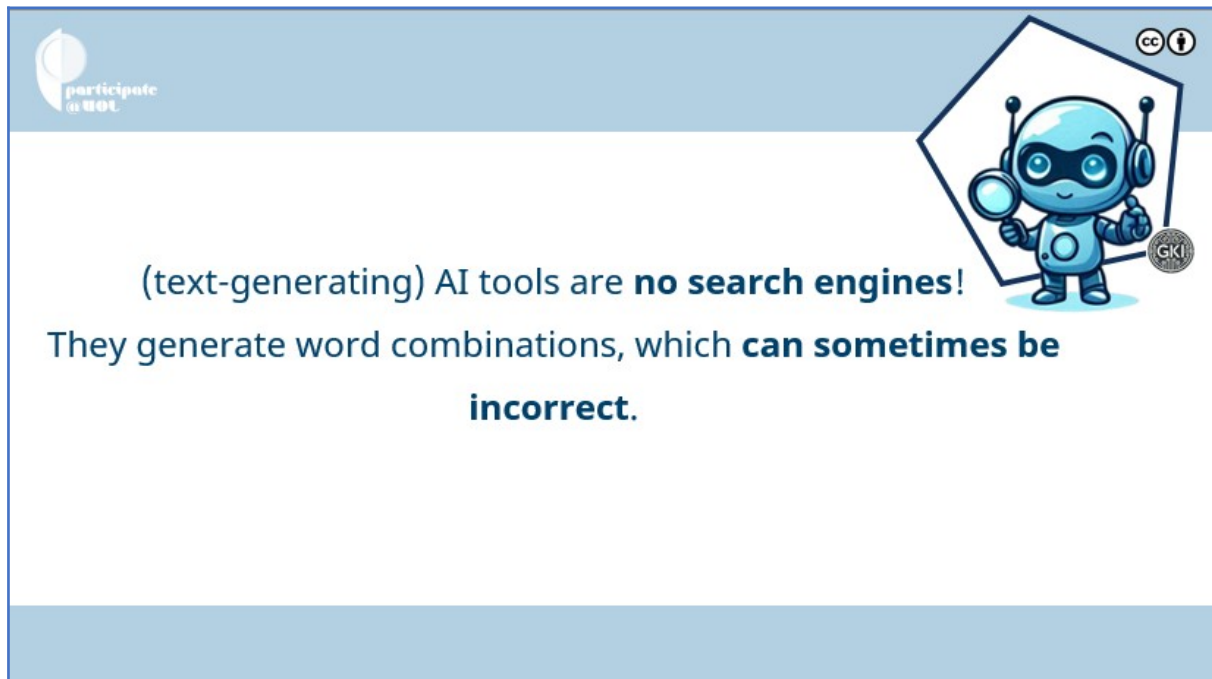 participate
@UOL
cc
GKI
(text-generating) AI tools are no search engines!
They generate word combinations, which can sometimes be
incorrect.